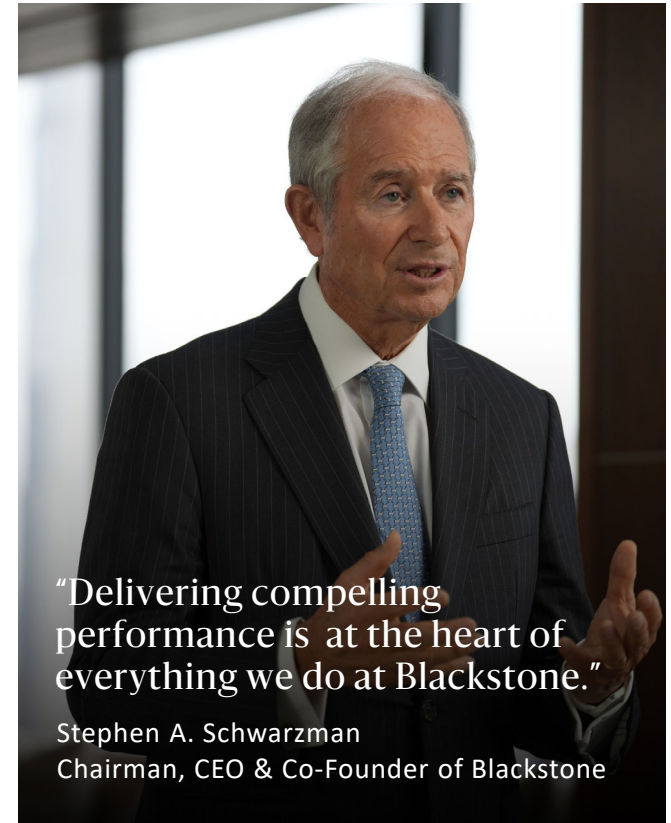 “Delivering compelling
performance is  at the heart of
everything we do at Blackstone.”
Stephen A. Schwarzman
Chairman, CEO & Co-Founder of Blackstone